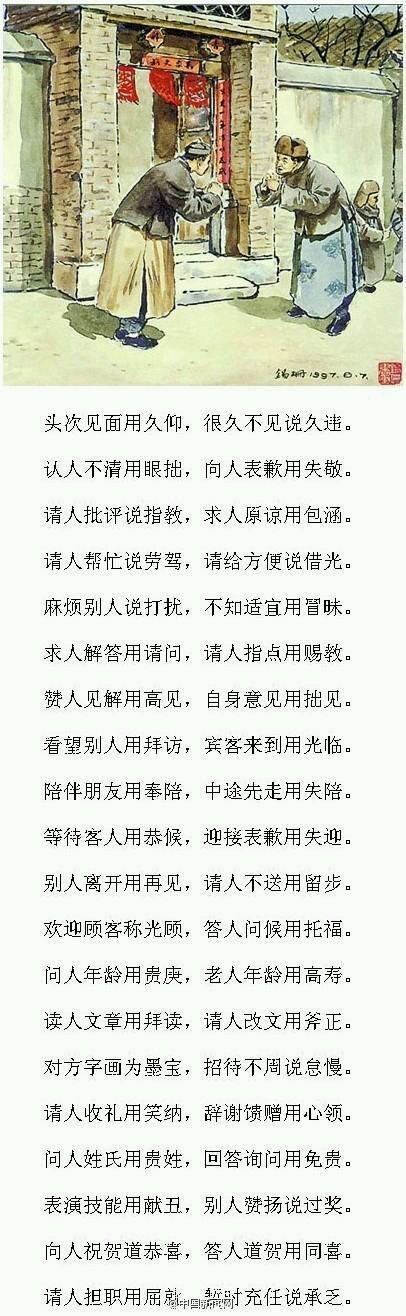 锡珊1997.8.7.
头次见面用久仰，很久不见说久违。
认人不清用眼拙，向人表歉用失敬。
请人批评说指教，求人原谅用包涵。
请人帮忙说劳驾，请给方便说借光。
麻烦别人说打扰，不知适宜用冒昧。
求人解答用请问，请人指点用赐教。
赞人见解用高见，自身意见用拙见。
看望别人用拜访，宾客来到用光临。
陪伴朋友用奉陪，中途先走用失陪。
等待客人用恭候，迎接表歉用失迎。
别人离开用再见，请人不送用留步。
欢迎顾客称光顾，答人问候用托福。
问人年龄用贵庚，老人年龄用高寿。
读人文章用拜读，请人改文用斧正。
对方字画为墨宝，招待不周说怠慢。
请人收礼用笑纳，辞谢馈赠用心领。
问人姓氏用贵姓，回答询问用免贵。
表演技能用献丑，别人赞扬说过奖。
向人祝贺道恭喜，答人道贺用同喜。
请人担职用屈就，暂时充任说承乏。